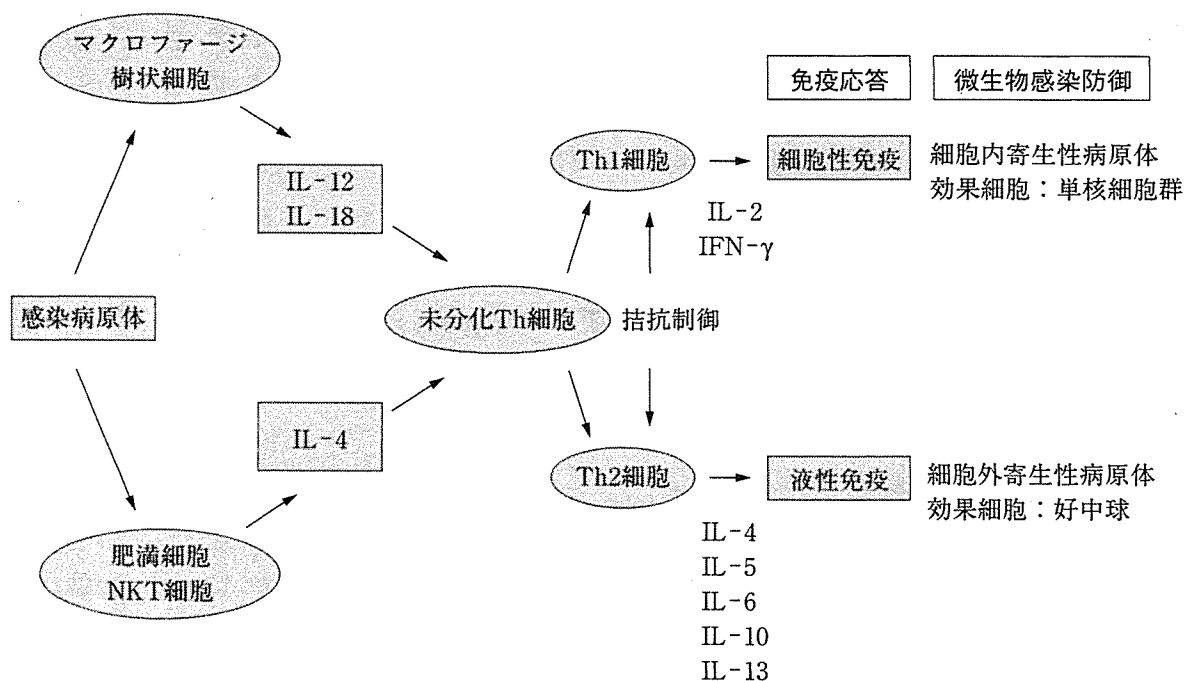 マクロファージ
樹状細胞
免疫応答
微生物感染防御
IL-12
IL-18
Th1細胞
細胞性免疫
細胞内寄生性病原体
効果細胞：単核細胞群
IL-2
IFN-γ
感染病原体
未分化Th細胞
拮抗制御
IL-4
Th2細胞
液性免疫
細胞外寄生性病原体
効果細胞：好中球
肥満細胞
NKT細胞
IL-4
IL-5
IL-6
IL-10
IL-13